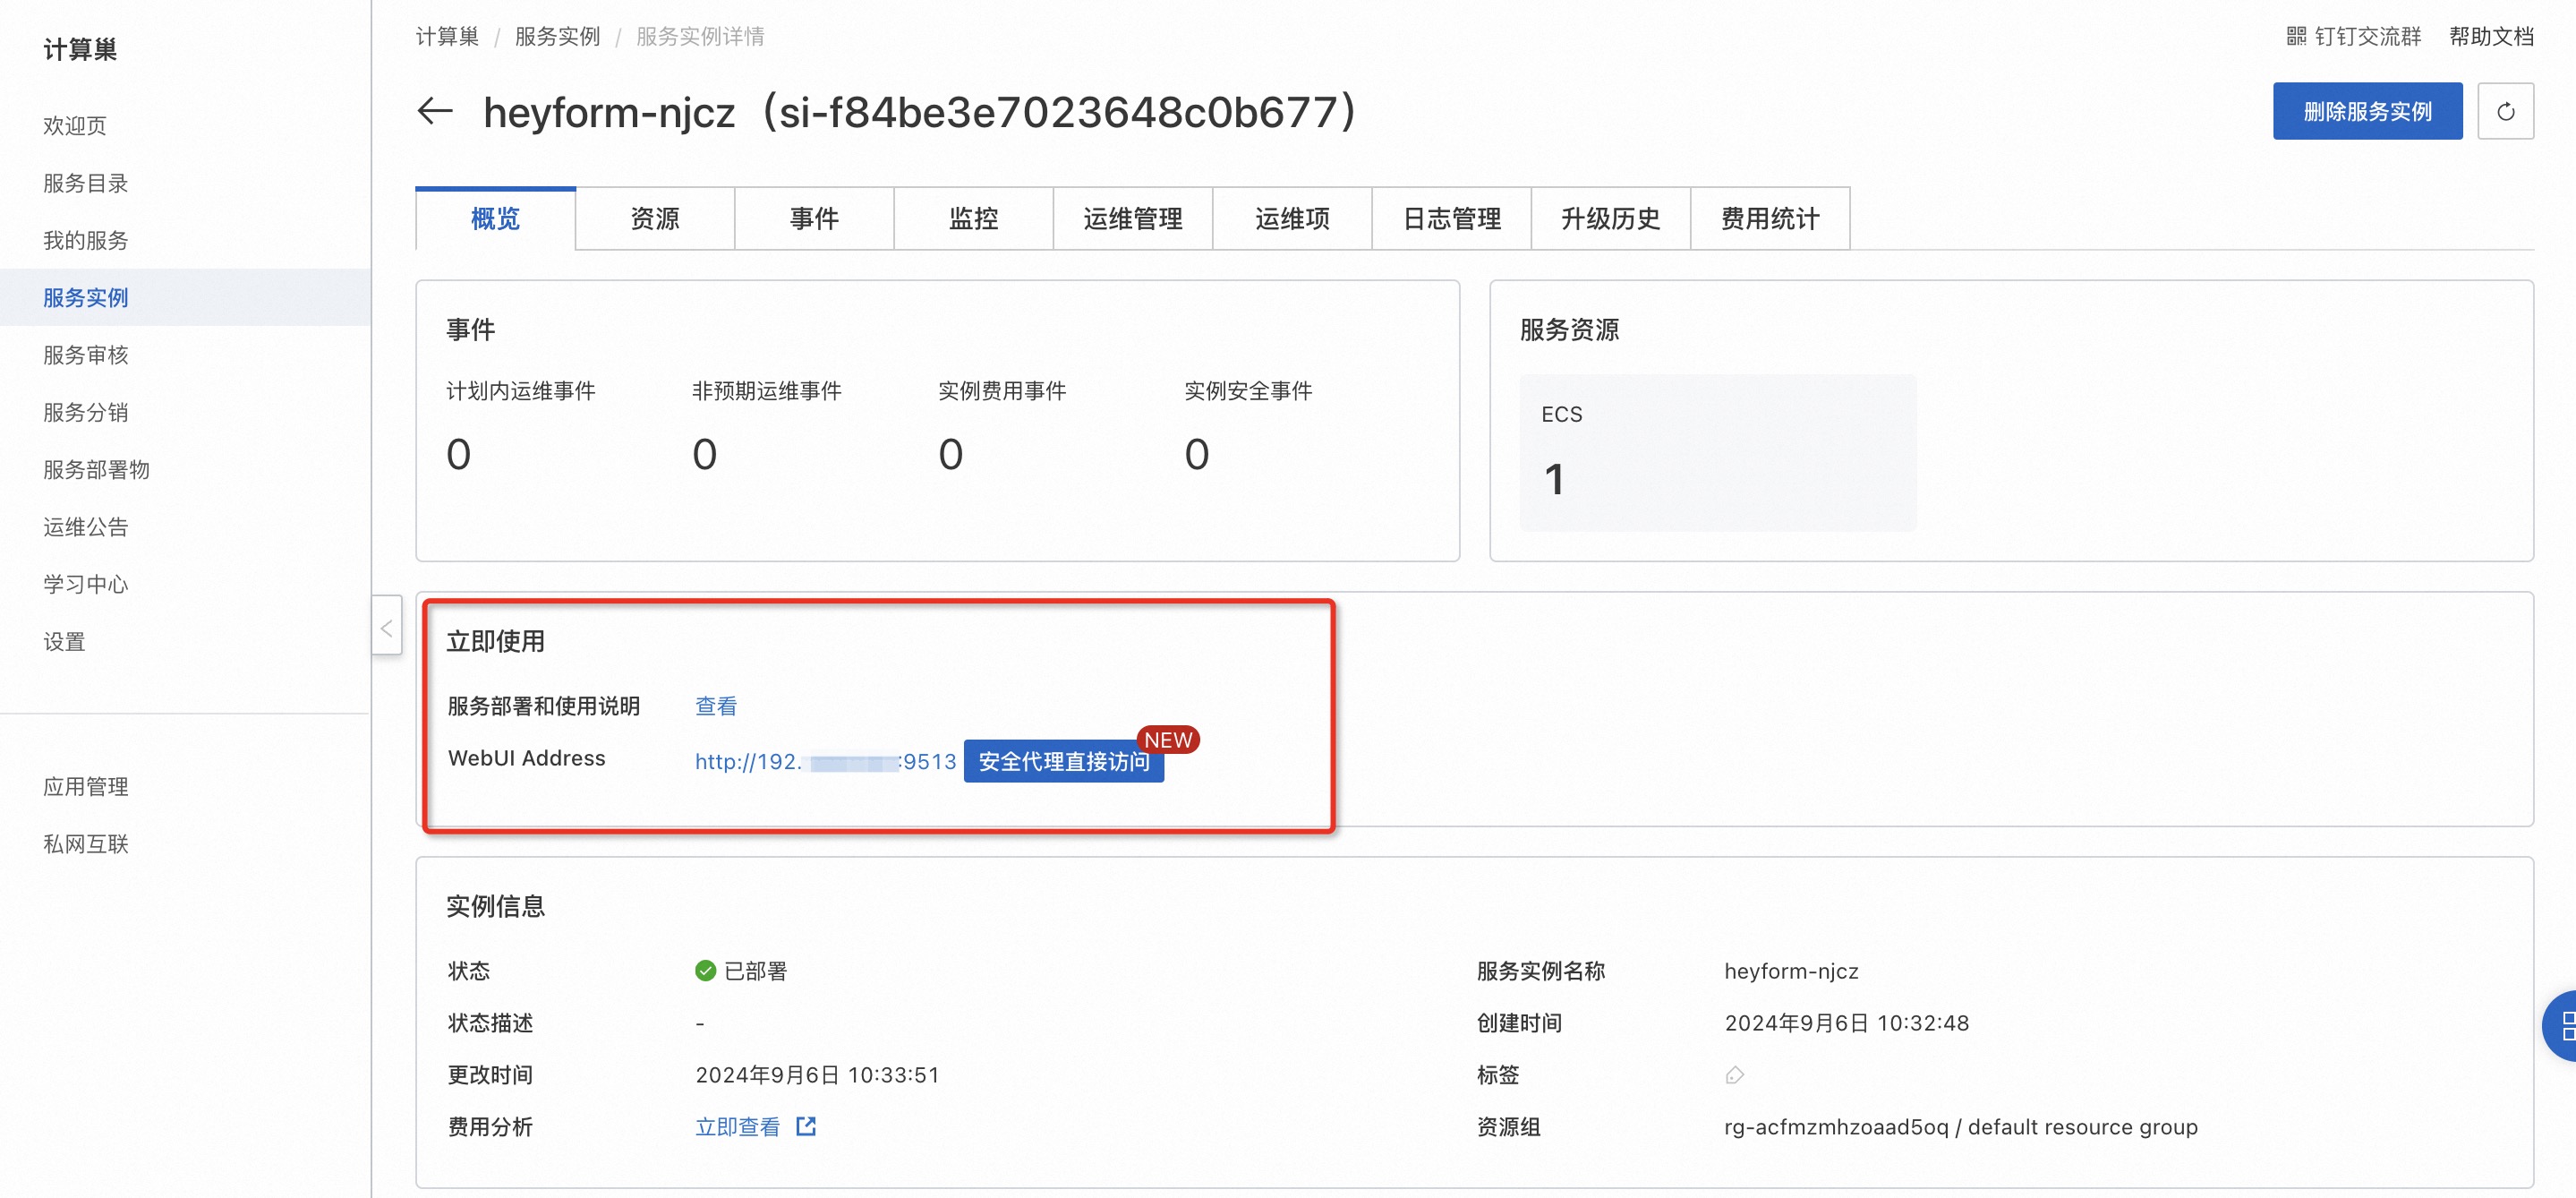 计算巢
欢迎页
服务目录
我的服务
服务实例
服务审核
服务分销
服务部署物
运维公告
学习中心
设置
应用管理
私网互联
计算巢 / 服务实例 / 服务实例详情
钉钉交流群 帮助文档
heyform-njcz（si-f84be3e7023648c0b677）
删除服务实例
概览 资源 事件 监控 运维管理 运维项 日志管理 升级历史 费用统计
事件
计划内运维事件 非预期运维事件 实例费用事件 实例安全事件
0 0 0 0
服务资源
ECS
1
立即使用
服务部署和使用说明 查看
WebUI Address http://192. :9513 安全代理直接访问 NEW
实例信息
状态 已部署 服务实例名称 heyform-njcz
状态描述 - 创建时间 2024年9月6日 10:32:48
更改时间 2024年9月6日 10:33:51 标签
费用分析 立即查看 资源组 rg-acfmzmhzoaad5oq / default resource group